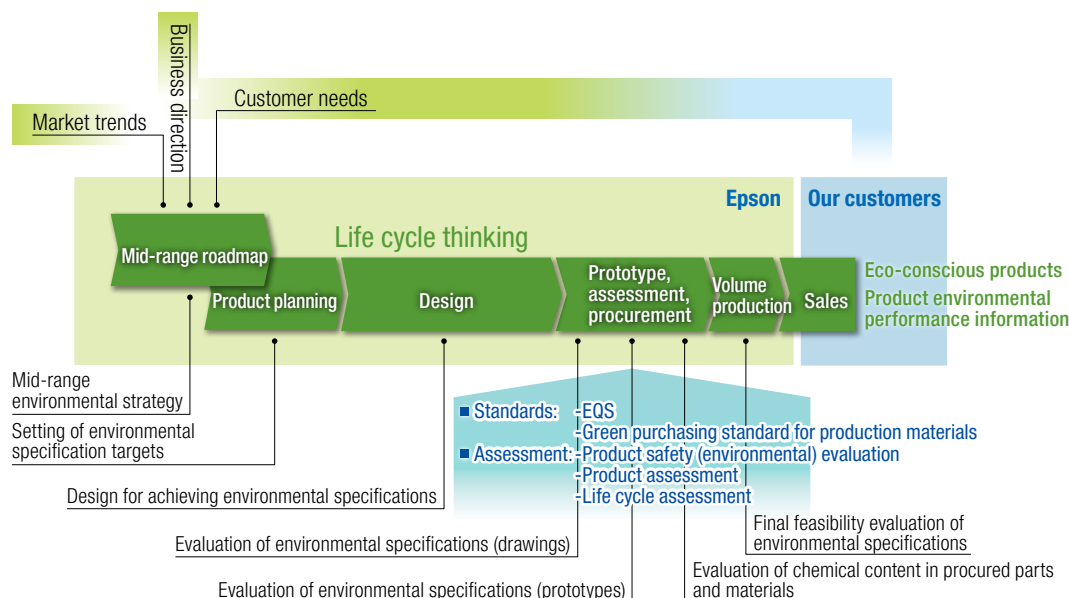 Business
direction
Customer needs
Market trends
Epson
Our customers
Life cycle thinking
Mid-range roadmap
Product planning
Design
Prototype,
assessment,
procurement
Volume
production
Sales
Eco-conscious products
Product environmental
performance information
Mid-range
environmental strategy
Setting of environmental
specification targets
■ Standards: -EQS
-Green purchasing standard for production materials
■ Assessment: -Product safety (environmental) evaluation
-Product assessment
-Life cycle assessment
Design for achieving environmental specifications
Final feasibility evaluation of
environmental specifications
Evaluation of environmental specifications (drawings)
Evaluation of chemical content in procured parts
and materials
Evaluation of environmental specifications (prototypes)